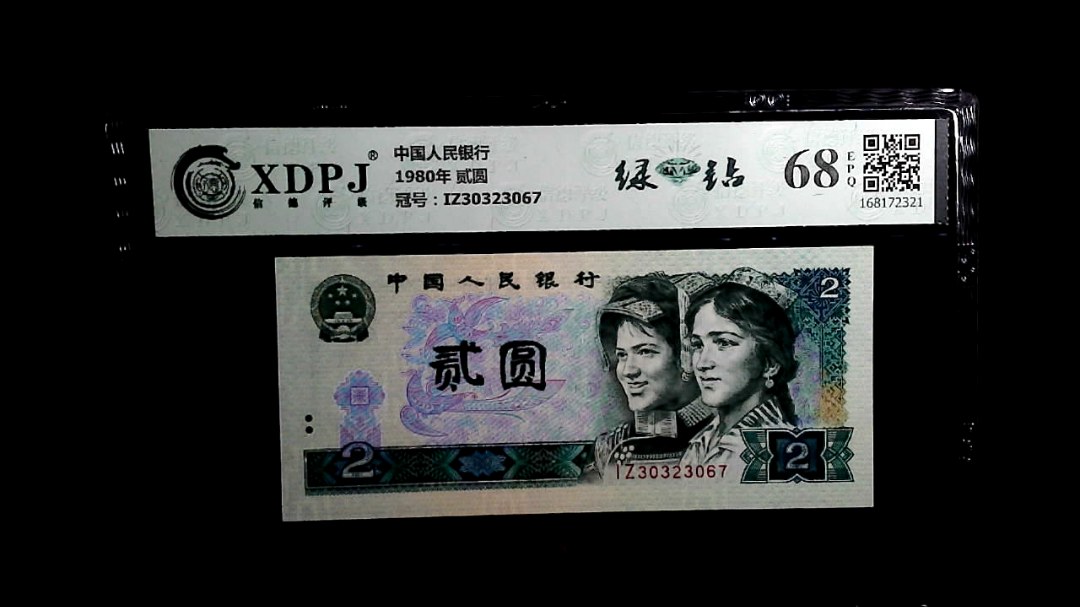 XDPJ®
信德评级
中国人民银行
1980年 贰圆
冠号：IZ30323067
绿钻
68
EPQ
168172321
中国人民银行
2
贰圆
2
IZ30323067
2